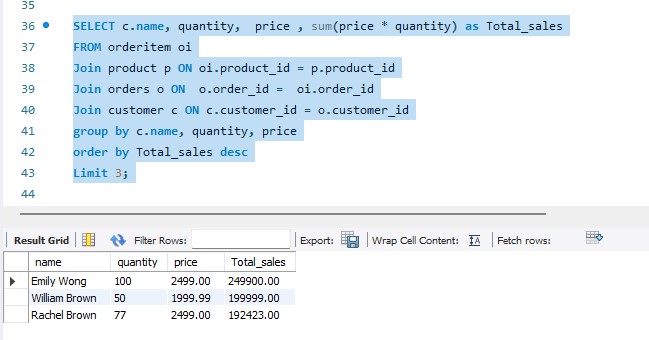 35
36 SELECT c.name, quantity, price , sum(price * quantity) as Total_sales
37 FROM orderitem oi
38 Join product p ON oi.product_id = p.product_id
39 Join orders o ON o.order_id = oi.order_id
40 Join customer c ON c.customer_id = o.customer_id
41 group by c.name, quantity, price
42 order by Total_sales desc
43 Limit 3;
44
Result Grid Filter Rows: Export: Wrap Cell Content: IA Fetch rows:
name quantity price Total_sales
Emily Wong 100 2499.00 249900.00
William Brown 50 1999.99 199999.00
Rachel Brown 77 2499.00 192423.00